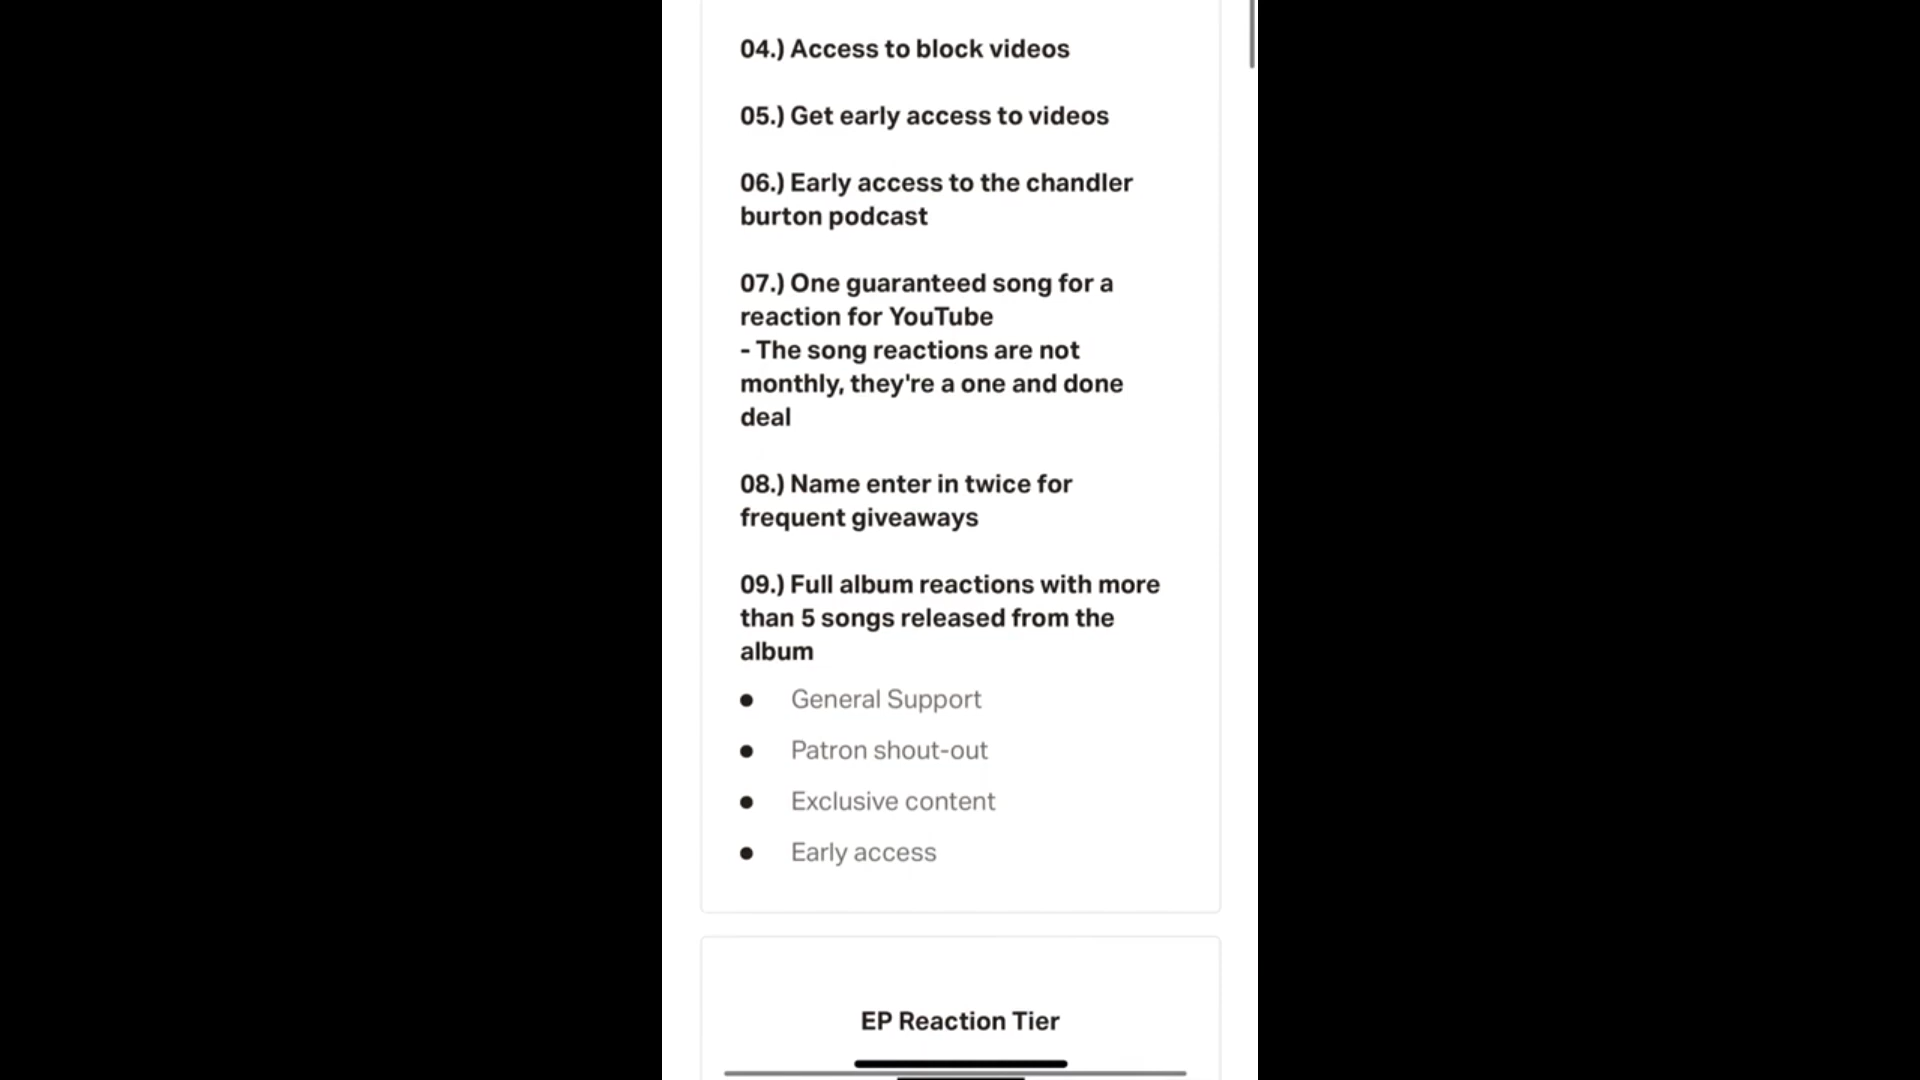 04.) Access to block videos
05.) Get early access to videos
06.) Early access to the chandler
burton podcast
07.) One guaranteed song for a
reaction for YouTube
- The song reactions are not
monthly, they're a one and done
deal
08.) Name enter in twice for
frequent giveaways
09.) Full album reactions with more
than 5 songs released from the
album
● General Support
● Patron shout-out
● Exclusive content
● Early access
EP Reaction Tier